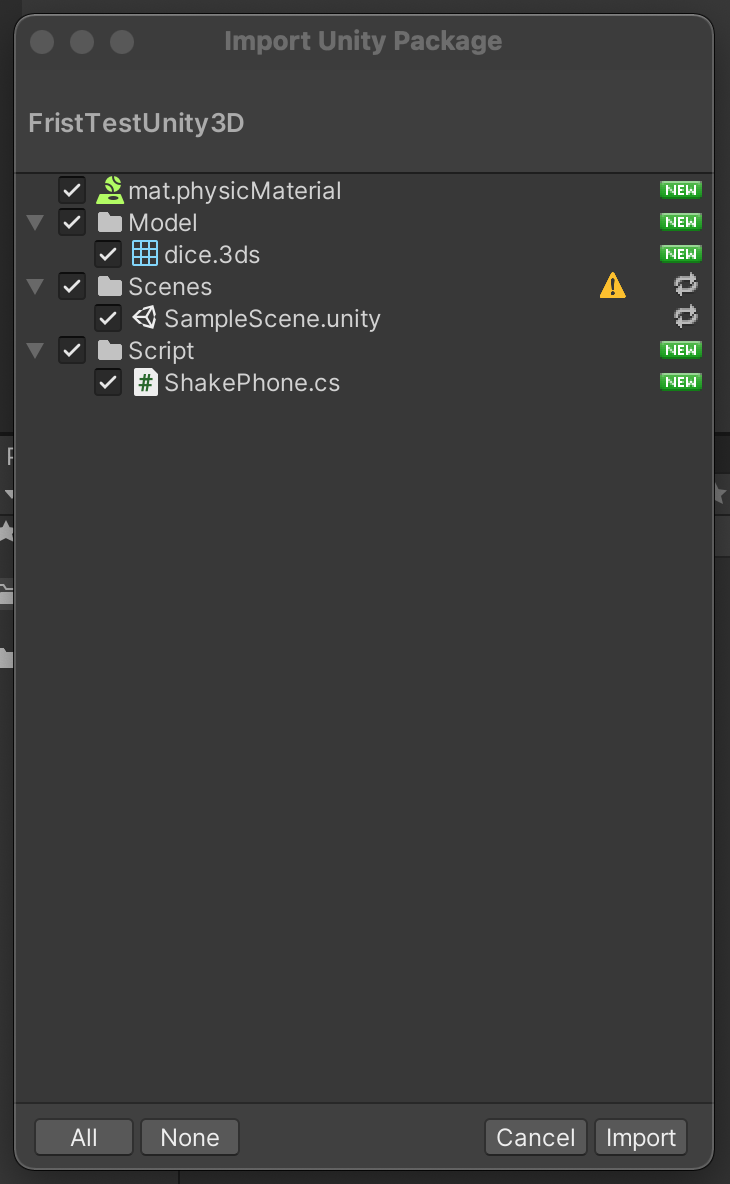 Import Unity Package
FristTestUnity3D
mat.physicMaterial NEW
Model NEW
dice.3ds NEW
Scenes
SampleScene.unity
Script NEW
# ShakePhone.cs NEW
All None Cancel Import